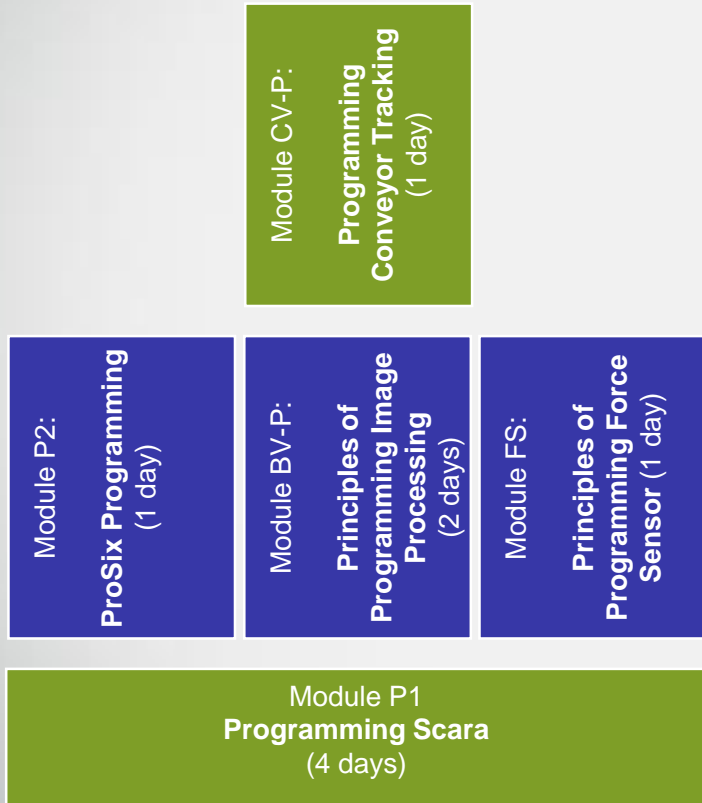 Module CV-P:
Programming
Conveyor Tracking
(1 day)
Module P2:
ProSix Programming
(1 day)
Module BV-P:
Principles of
Programming Image
Processing
(2 days)
Module FS:
Principles of
Programming Force
Sensor (1 day)
Module P1
Programming Scara
(4 days)